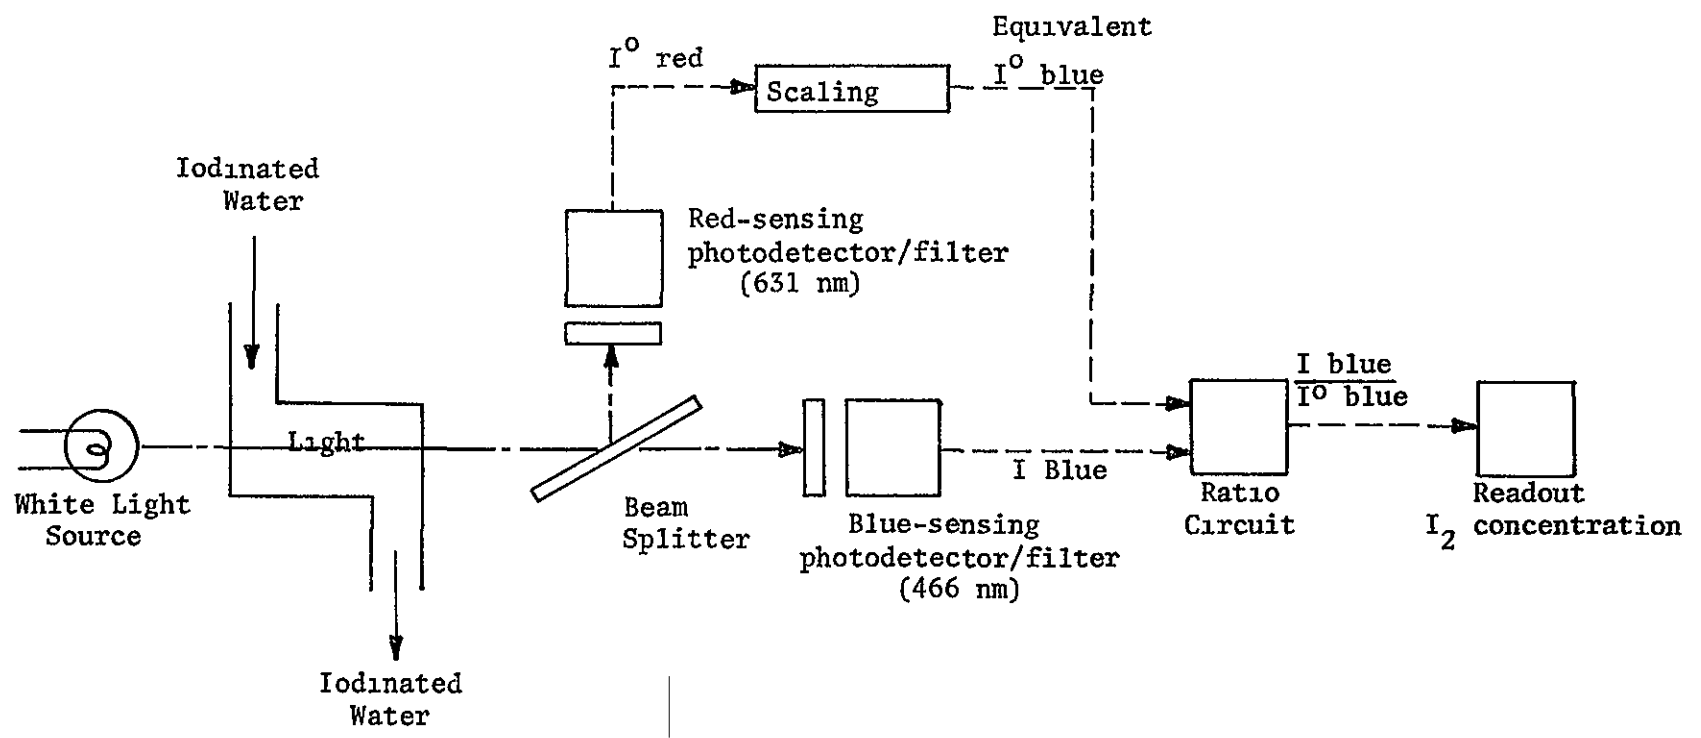 Equivalent
I° red
Scaling
I° blue
Iodinated
Water
Red-sensing
photodetector/filter
(631 nm)
Light
White Light
Source
Beam
Splitter
Blue-sensing
photodetector/filter
(466 nm)
I Blue
Ratio
Circuit
I blue
I° blue
Readout
I2 concentration
Iodinated
Water